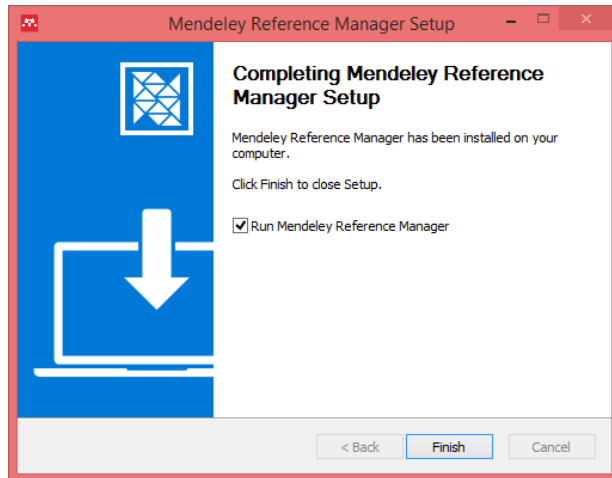 Mendeley Reference Manager Setup
Completing Mendeley Reference
Manager Setup
Mendeley Reference Manager has been installed on your
computer.
Click Finish to close Setup.
Run Mendeley Reference Manager
< Back
Finish
Cancel